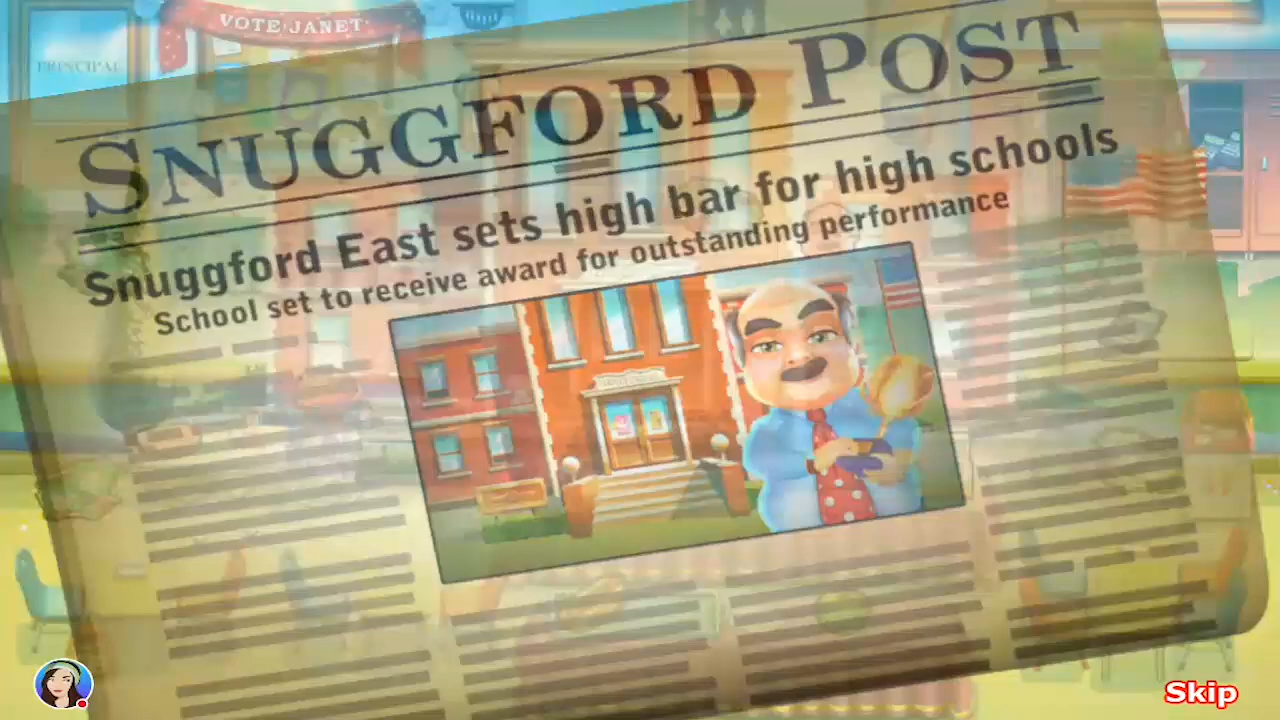 VOTE JANET
PRINCIPAL
SNUGGFORD POST
Snuggford East sets high bar for high schools
School set to receive award for outstanding performance
Skip